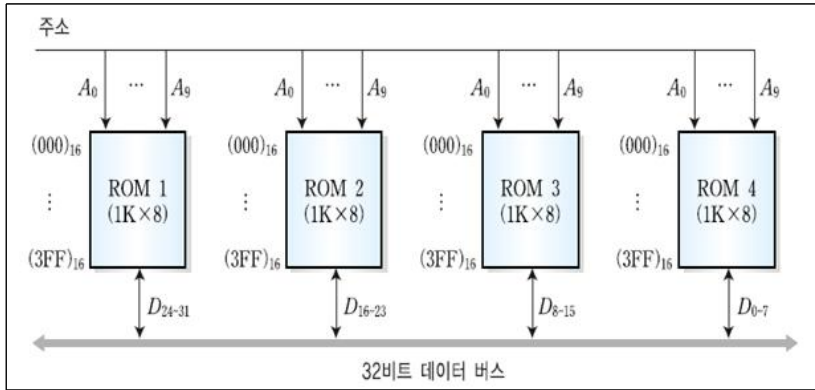 주소
A₀ ··· A₉ A₀ ··· A₉ A₀ ··· A₉ A₀ ··· A₉
(000)₁₆ (000)₁₆ (000)₁₆ (000)₁₆
ROM 1 ROM 2 ROM 3 ROM 4
(1K×8) (1K×8) (1K×8) (1K×8)
⋮ ⋮ ⋮ ⋮
(3FF)₁₆ (3FF)₁₆ (3FF)₁₆ (3FF)₁₆
D₂₄₋₃₁ D₁₆₋₂₃ D₈₋₁₅ D₀₋₇
32비트 데이터 버스